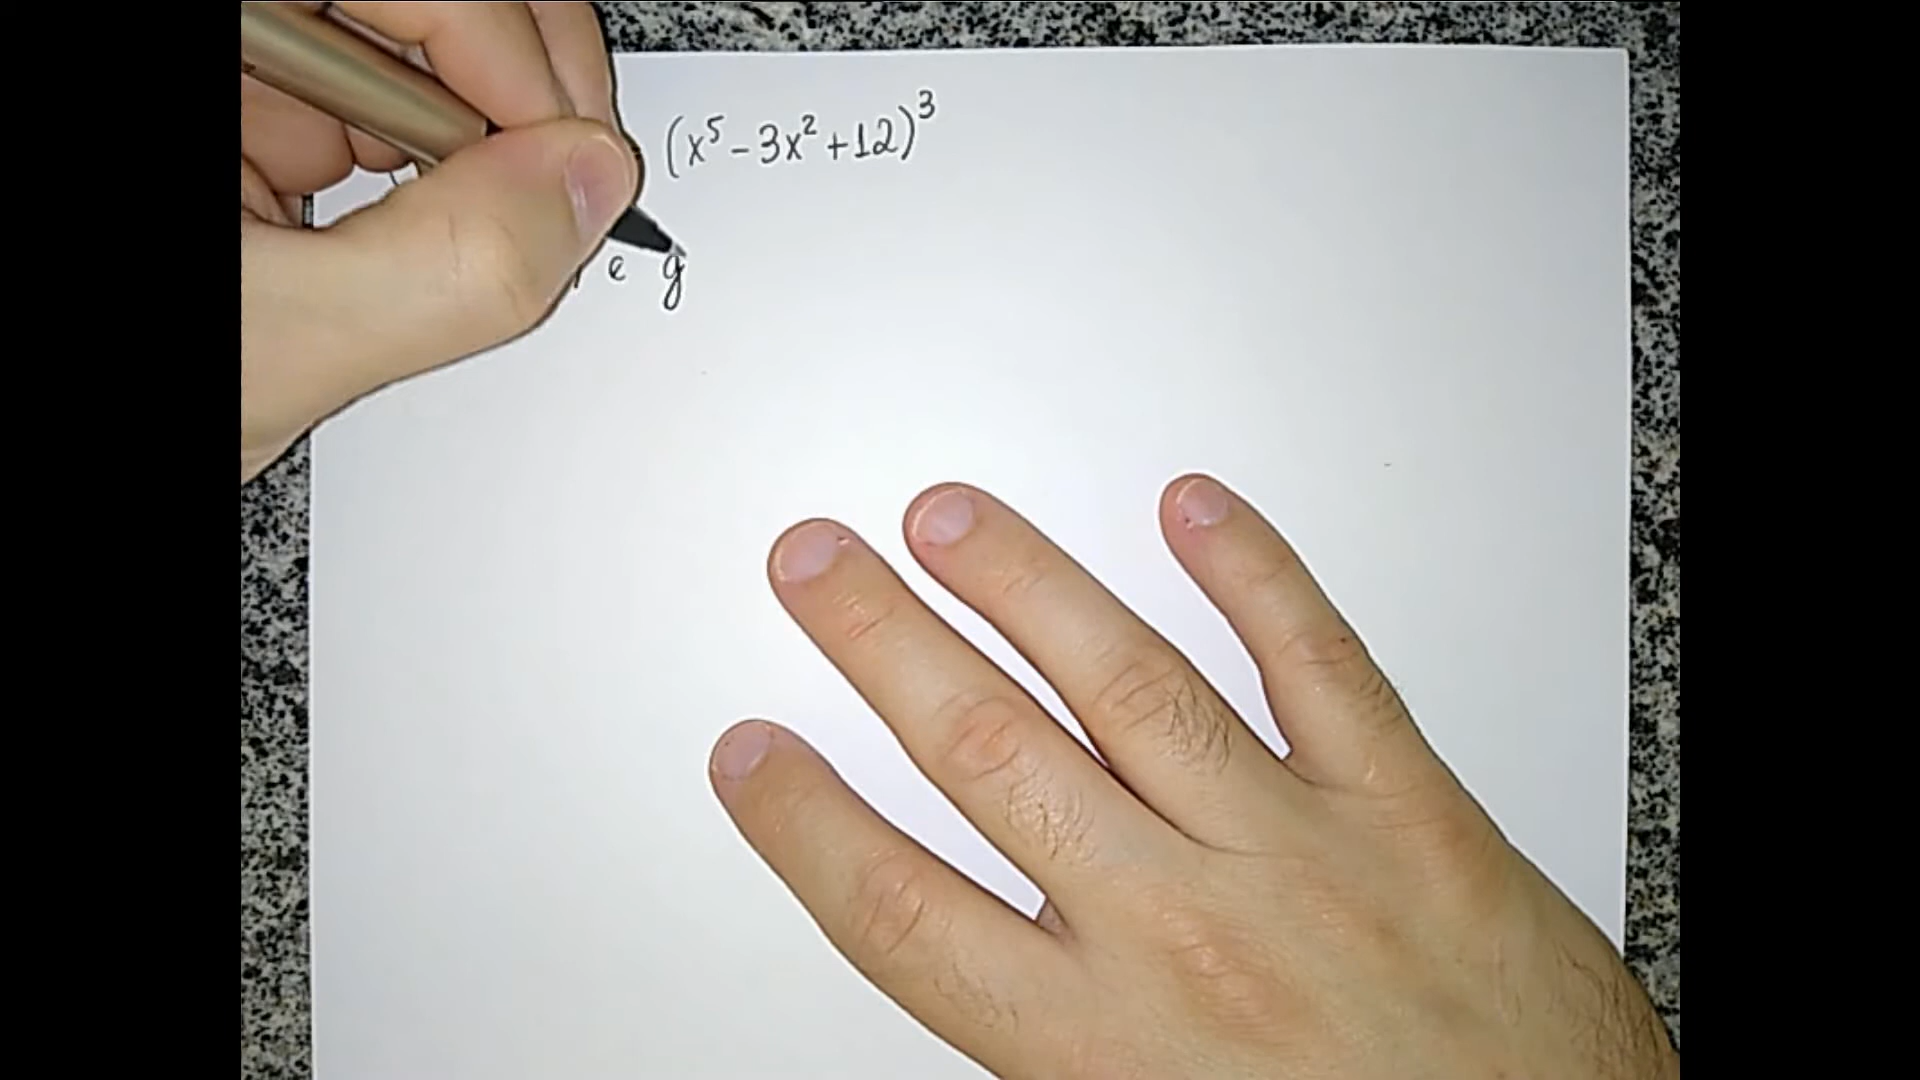 (x⁵ - 3x² + 12)³
e g